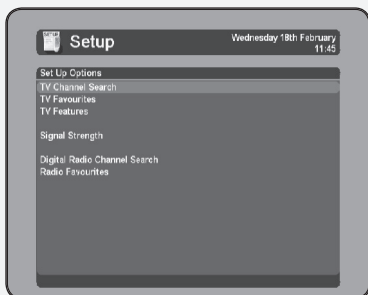 Setup
Wednesday 18th February
11:45
Set Up Options
TV Channel Search
TV Favourites
TV Features
Signal Strength
Digital Radio Channel Search
Radio Favourites